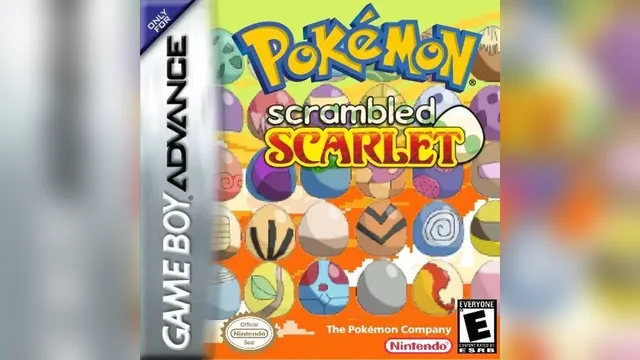 ONLY
FOR
GAME BOY ADVANCE
POKéMON®
scrambled
SCARLET
Official
Nintendo
Seal
The Pokémon Company
Nintendo®
EVERYONE
E
CONTENT RATED BY
ESRB